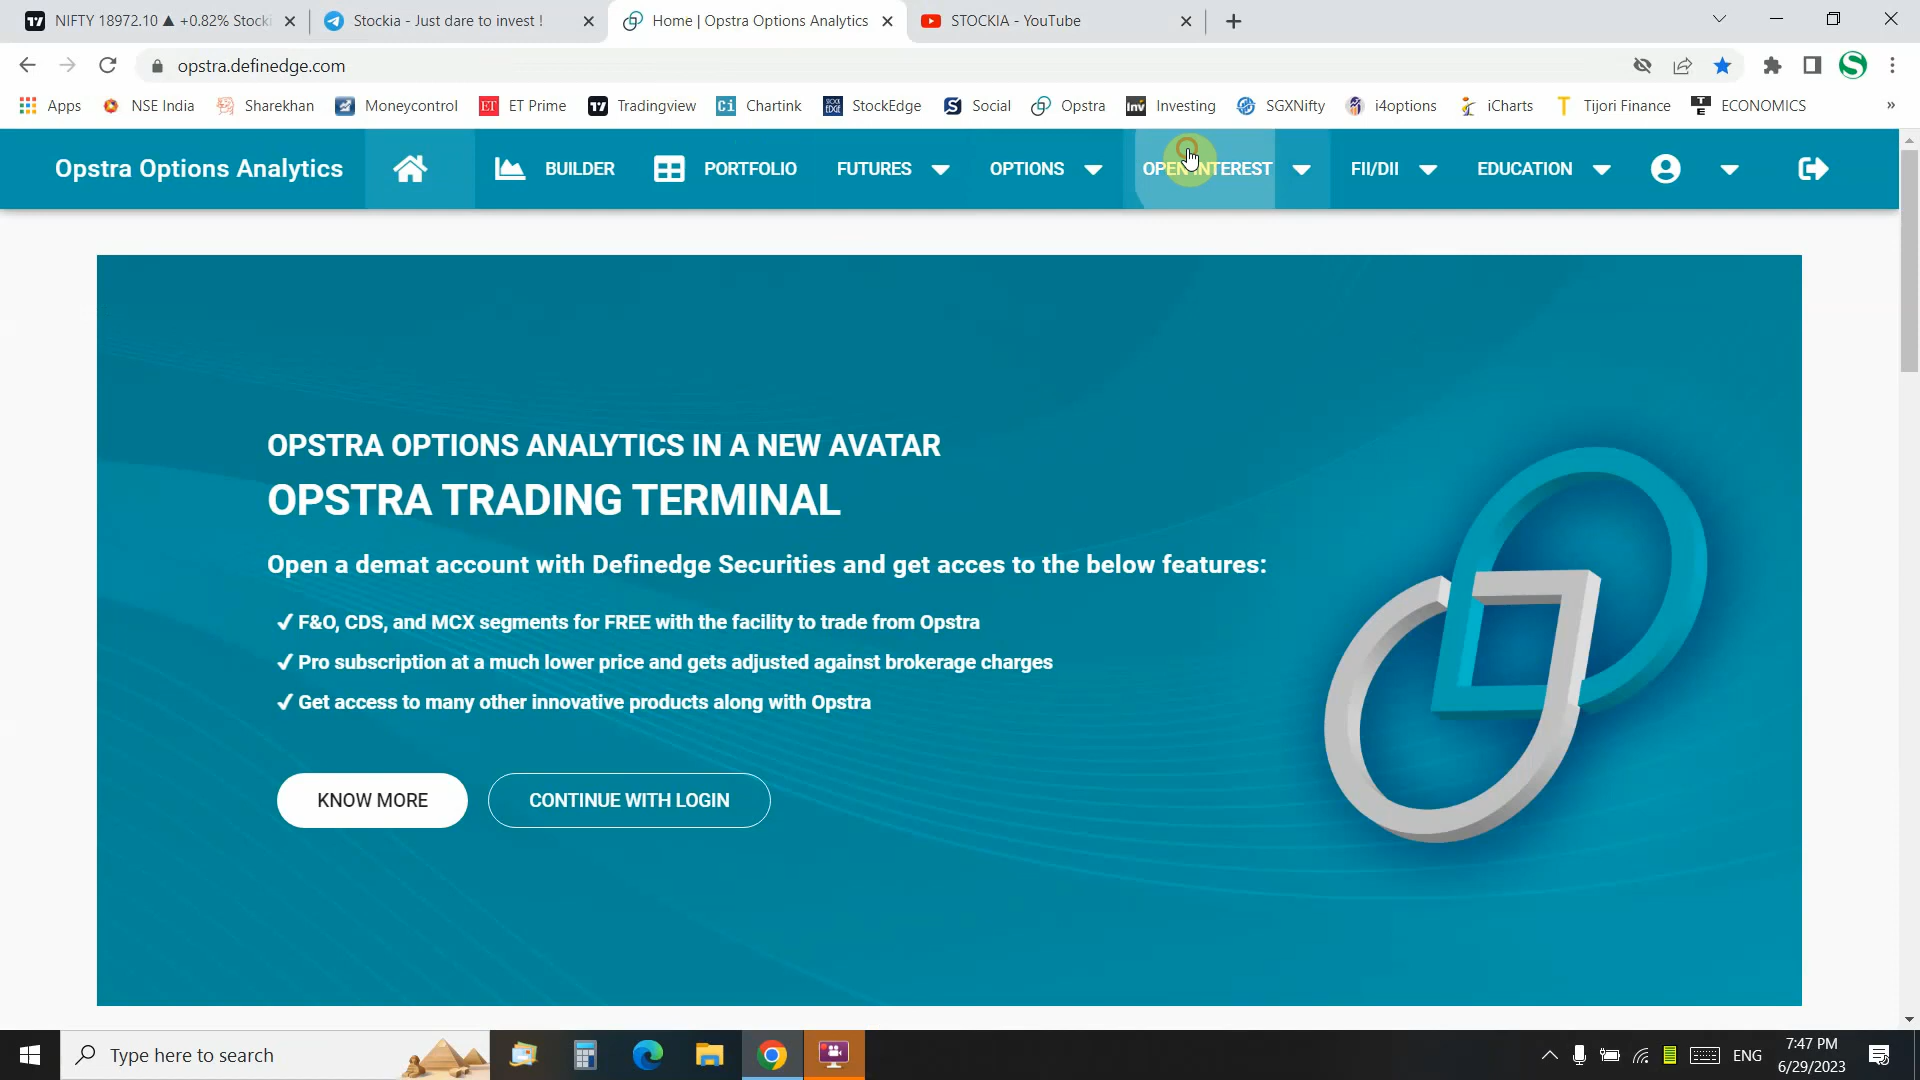 NIFTY 18972.10 ▲ +0.82% Stocki
Stockia - Just dare to invest !
Home | Opstra Options Analytics
STOCKIA - YouTube
opstra.definedge.com
Apps
NSE India
Sharekhan
Moneycontrol
ET Prime
Tradingview
Chartink
StockEdge
Social
Opstra
Investing
SGXNifty
i4options
iCharts
Tijori Finance
ECONOMICS
»
Opstra Options Analytics
BUILDER
PORTFOLIO
FUTURES
OPTIONS
OPEN INTEREST
FII/DII
EDUCATION
OPSTRA OPTIONS ANALYTICS IN A NEW AVATAR
OPSTRA TRADING TERMINAL
Open a demat account with Definedge Securities and get acces to the below features:
✓ F&O, CDS, and MCX segments for FREE with the facility to trade from Opstra
✓ Pro subscription at a much lower price and gets adjusted against brokerage charges
✓ Get access to many other innovative products along with Opstra
KNOW MORE
CONTINUE WITH LOGIN
Type here to search
ENG
7:47 PM
6/29/2023